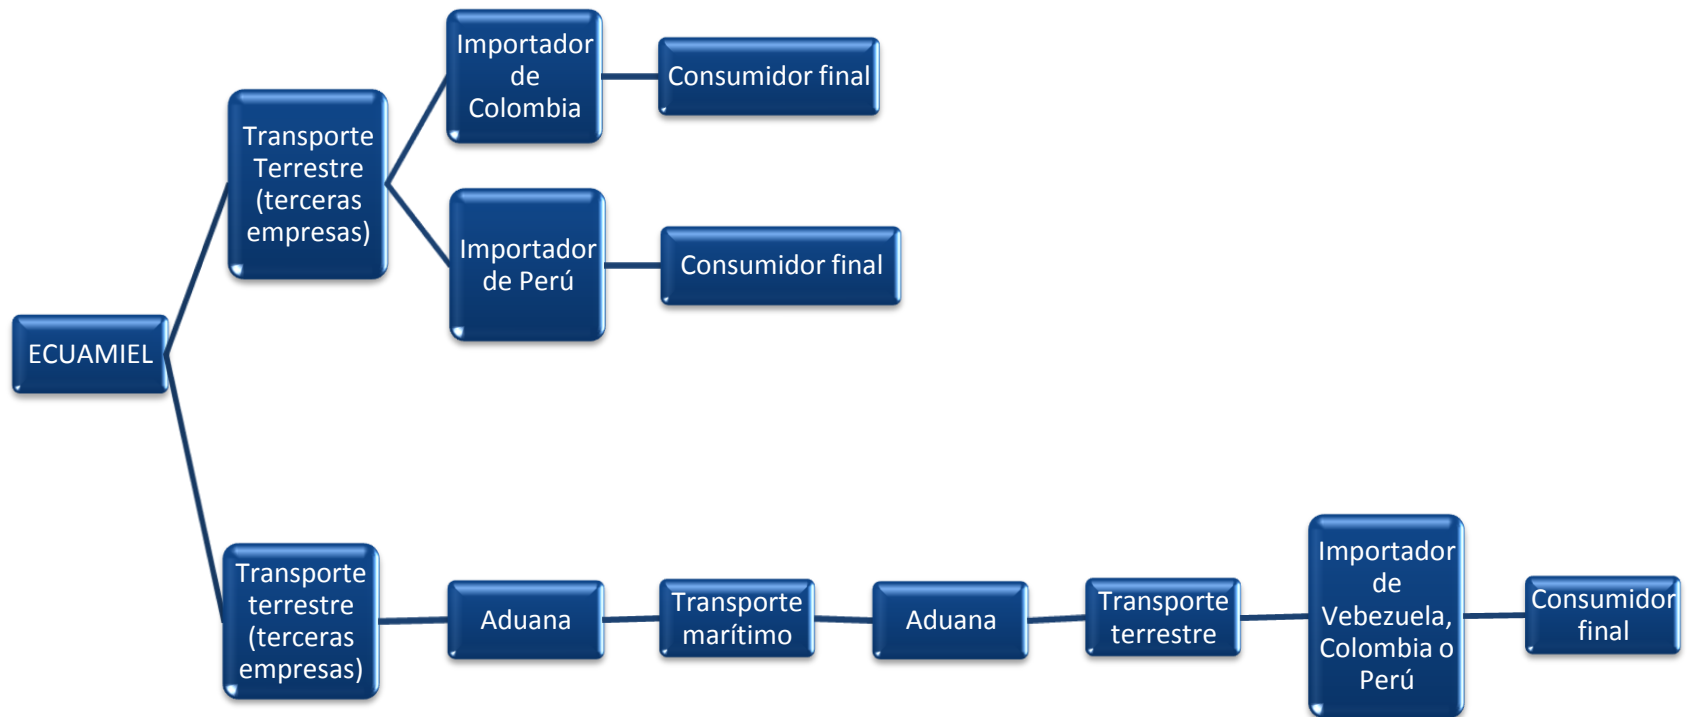 Importador
de
Colombia
Consumidor final
Transporte
Terrestre
(terceras
empresas)
Importador
de Perú
Consumidor final
ECUAMIEL
Transporte
terrestre
(terceras
empresas)
Aduana
Transporte
marítimo
Aduana
Transporte
terrestre
Importador
de
Vebezuela,
Colombia o
Perú
Consumidor
final